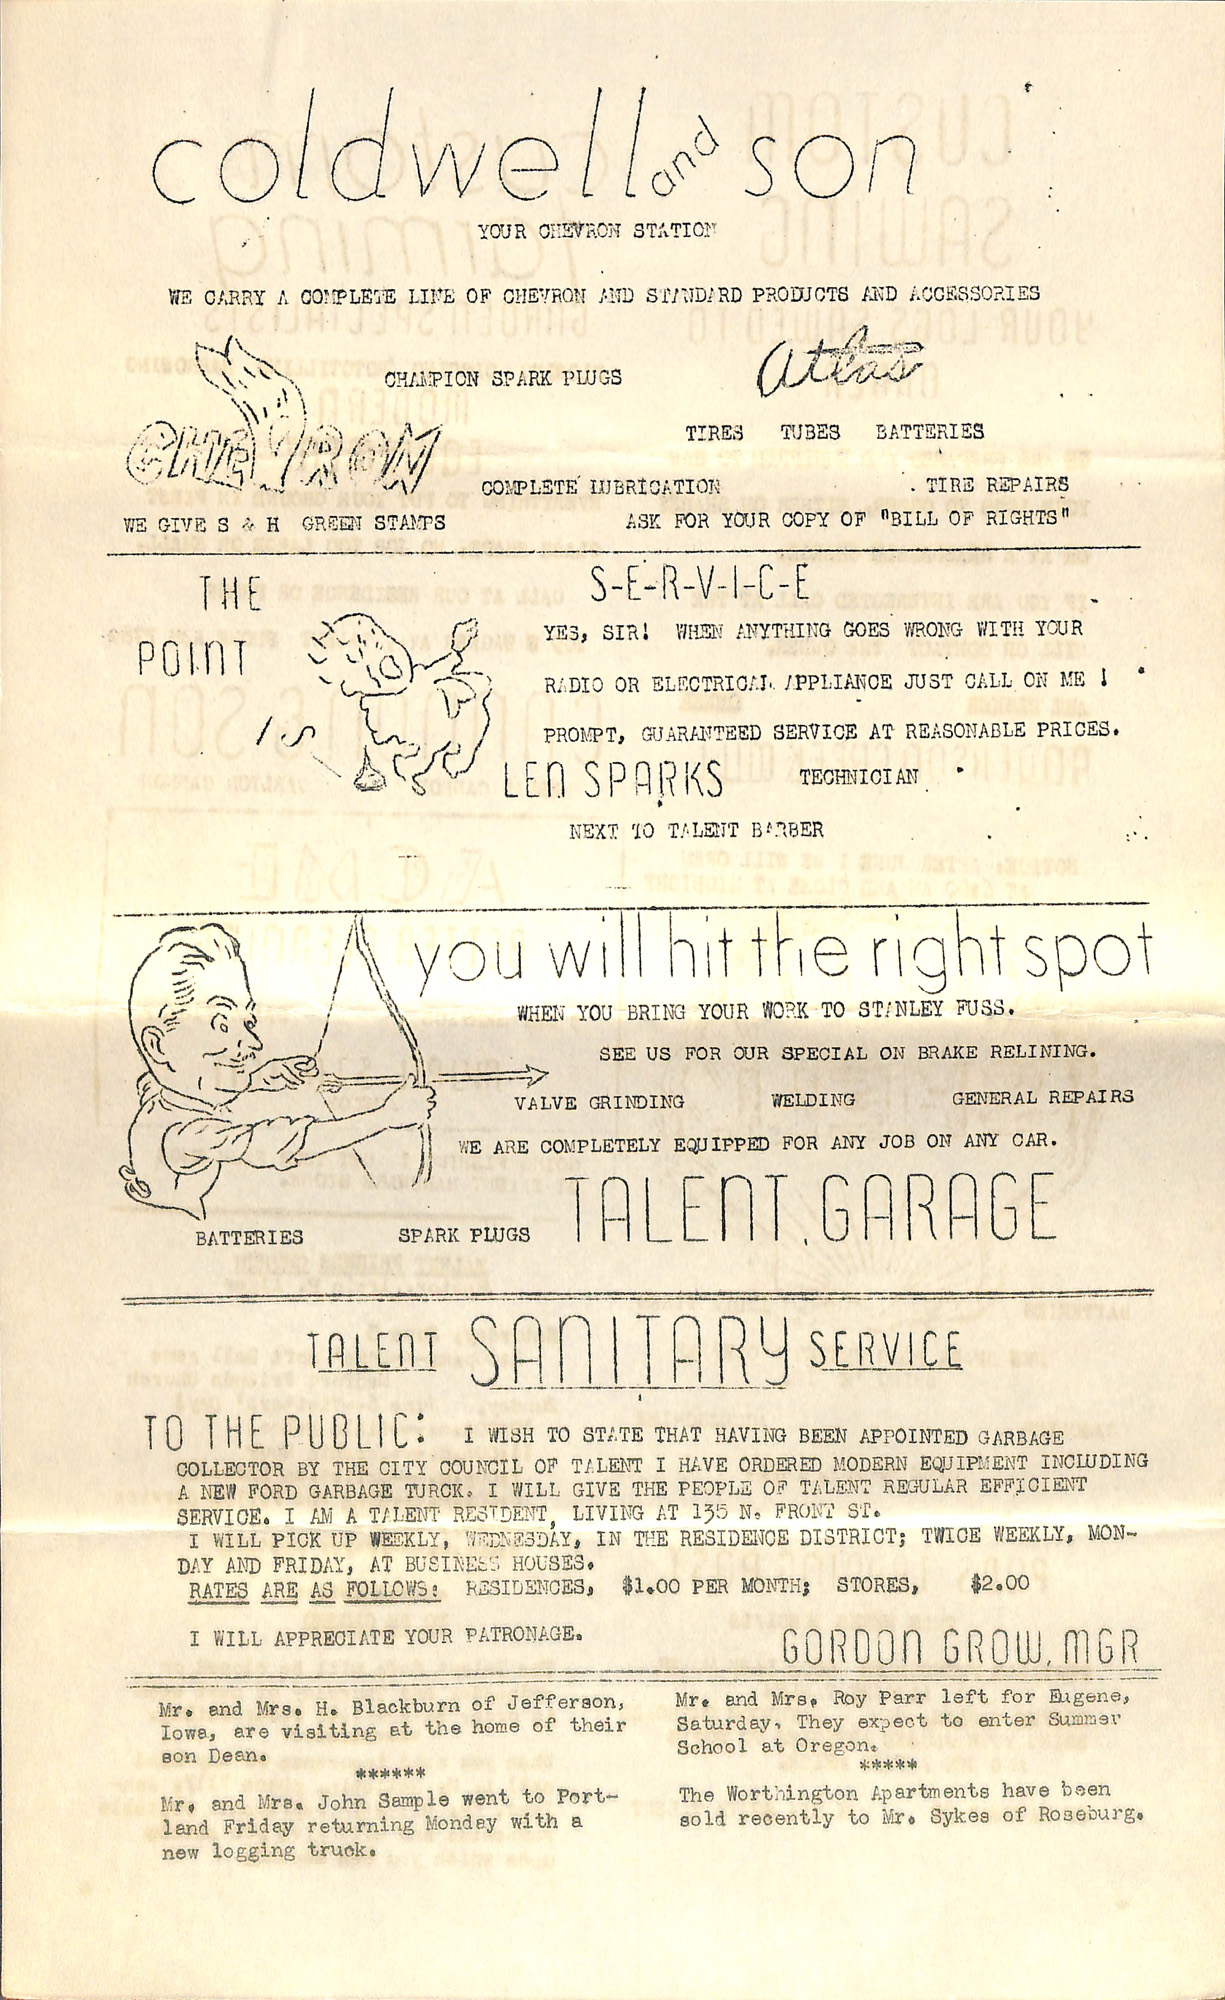 coldwell and son
YOUR CHEVRON STATION
WE CARRY A COMPLETE LINE OF CHEVRON AND STANDARD PRODUCTS AND ACCESSORIES
CHAMPION SPARK PLUGS
Atlas
CHEVRON
TIRES TUBES BATTERIES
COMPLETE LUBRICATION TIRE REPAIRS
WE GIVE S & H GREEN STAMPS ASK FOR YOUR COPY OF "BILL OF RIGHTS"
THE
POINT
IS
S-E-R-V-I-C-E
YES, SIR! WHEN ANYTHING GOES WRONG WITH YOUR
RADIO OR ELECTRICAL APPLIANCE JUST CALL ON ME !
PROMPT, GUARANTEED SERVICE AT REASONABLE PRICES.
LEN SPARKS TECHNICIAN
NEXT TO TALENT BARBER
you will hit the right spot
WHEN YOU BRING YOUR WORK TO STANLEY FUSS.
SEE US FOR OUR SPECIAL ON BRAKE RELINING.
VALVE GRINDING WELDING GENERAL REPAIRS
WE ARE COMPLETELY EQUIPPED FOR ANY JOB ON ANY CAR.
BATTERIES SPARK PLUGS TALENT GARAGE
TALENT SANITARY SERVICE
TO THE PUBLIC: I WISH TO STATE THAT HAVING BEEN APPOINTED GARBAGE
COLLECTOR BY THE CITY COUNCIL OF TALENT I HAVE ORDERED MODERN EQUIPMENT INCLUDING
A NEW FORD GARBAGE TURCK. I WILL GIVE THE PEOPLE OF TALENT REGULAR EFFICIENT
SERVICE. I AM A TALENT RESIDENT, LIVING AT 135 N. FRONT ST.
I WILL PICK UP WEEKLY, WEDNESDAY, IN THE RESIDENCE DISTRICT; TWICE WEEKLY, MON-
DAY AND FRIDAY, AT BUSINESS HOUSES.
RATES ARE AS FOLLOWS: RESIDENCES, $1.00 PER MONTH; STORES, $2.00
I WILL APPRECIATE YOUR PATRONAGE.
GORDON GROW, MGR
Mr. and Mrs. H. Blackburn of Jefferson,
Iowa, are visiting at the home of their
son Dean.
******
Mr. and Mrs. John Sample went to Port-
land Friday returning Monday with a
new logging truck.
Mr. and Mrs. Roy Parr left for Eugene,
Saturday. They expect to enter Summer
School at Oregon.
*****
The Worthington Apartments have been
sold recently to Mr. Sykes of Roseburg.